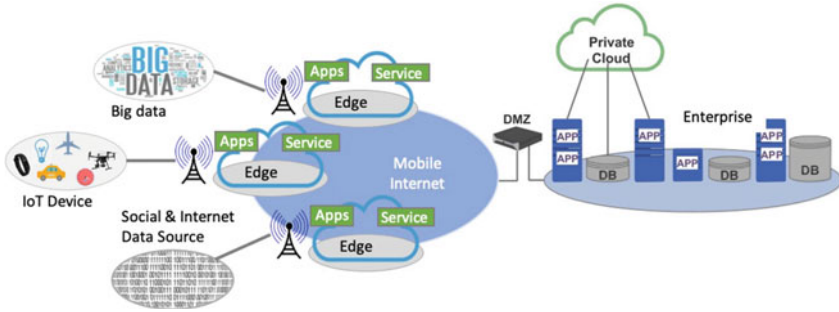 BIG
DATA
Big data
Apps
Service
Edge
Apps
Service
Edge
IoT Device
Social & Internet
Data Source
Apps
Service
Edge
Mobile
Internet
DMZ
Private
Cloud
Enterprise
APP
APP
DB
APP
APP
DB
APP
APP
DB